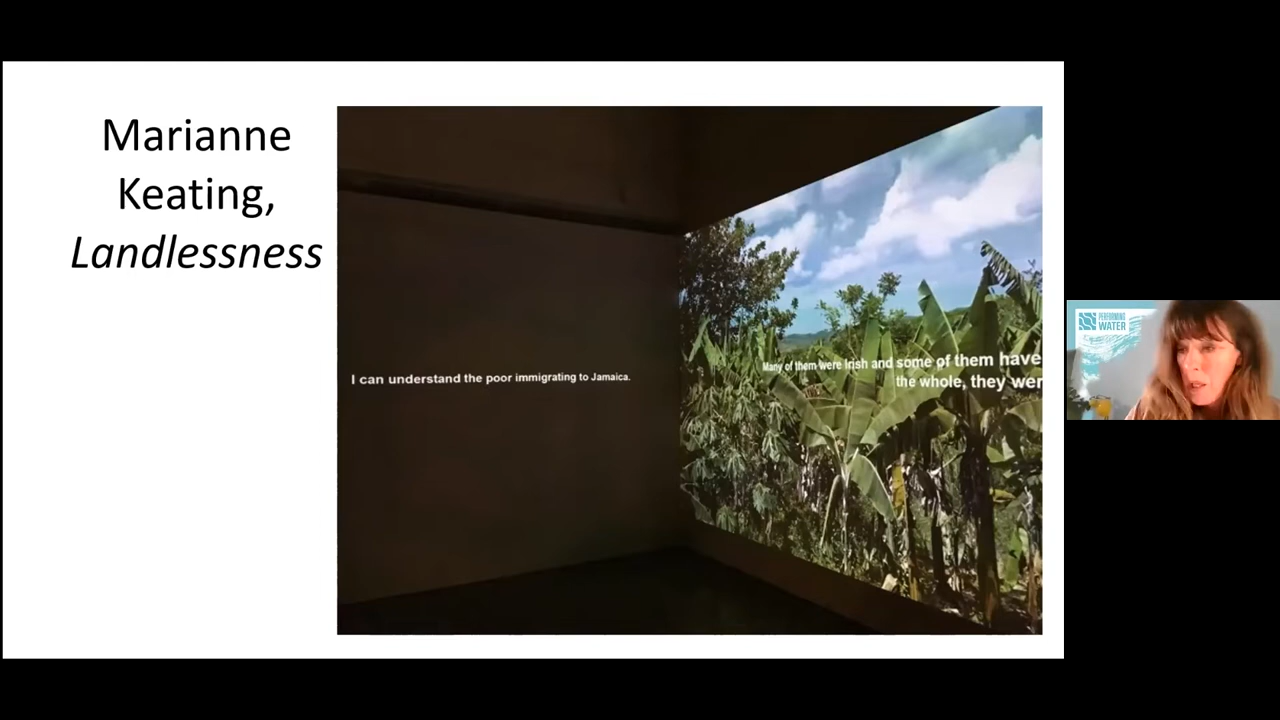 Marianne
Keating,
Landlessness
I can understand the poor immigrating to Jamaica.
Many of them were Irish and some of them have
the whole, they wer
PERFORMING
WATER